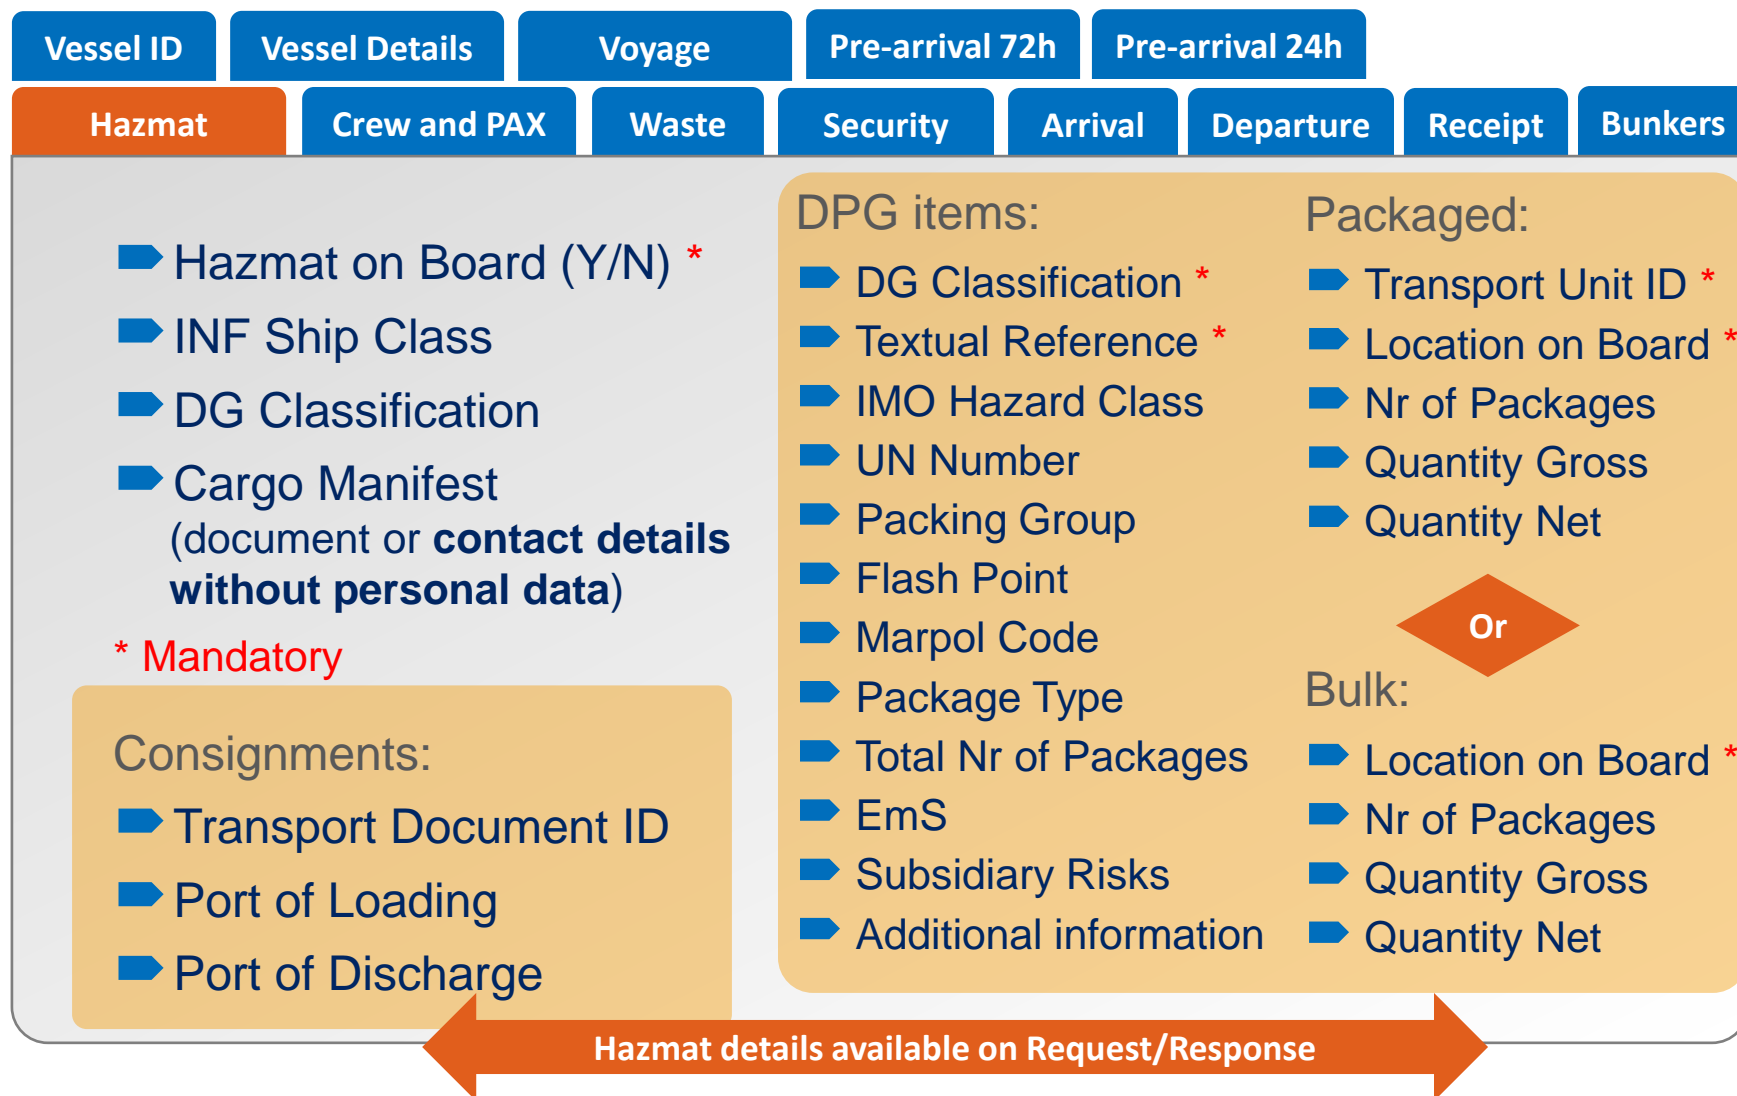 Vessel ID
Vessel Details
Voyage
Pre-arrival 72h
Pre-arrival 24h
Hazmat
Crew and PAX
Waste
Security
Arrival
Departure
Receipt
Bunkers
Hazmat on Board (Y/N) *
INF Ship Class
DG Classification
Cargo Manifest
(document or contact details
without personal data)
* Mandatory
Consignments:
Transport Document ID
Port of Loading
Port of Discharge
DPG items:
DG Classification *
Textual Reference *
IMO Hazard Class
UN Number
Packing Group
Flash Point
Marpol Code
Package Type
Total Nr of Packages
EmS
Subsidiary Risks
Additional information
Packaged:
Transport Unit ID *
Location on Board *
Nr of Packages
Quantity Gross
Quantity Net
Or
Bulk:
Location on Board *
Nr of Packages
Quantity Gross
Quantity Net
Hazmat details available on Request/Response